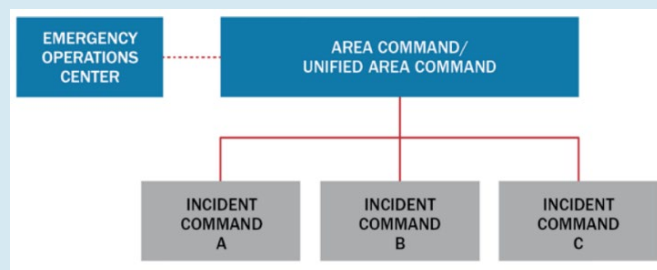 EMERGENCY
OPERATIONS
CENTER
AREA COMMAND/
UNIFIED AREA COMMAND
INCIDENT
COMMAND
A
INCIDENT
COMMAND
B
INCIDENT
COMMAND
C